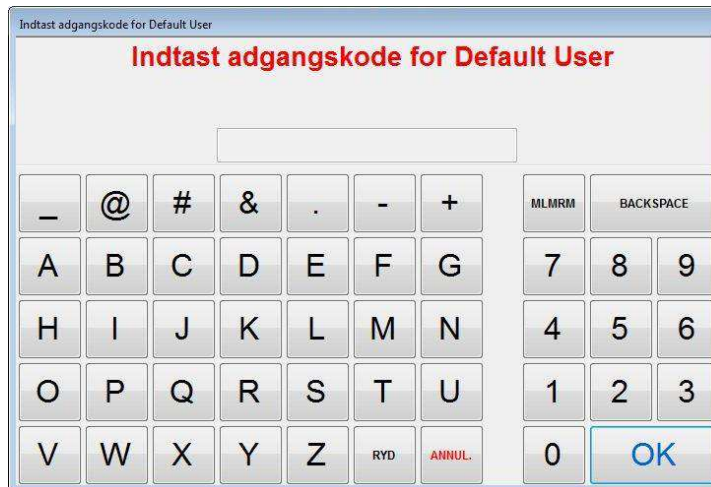 Indtast adgangskode for Default User
Indtast adgangskode for Default User
_ @ # & . - + MLMRM BACKSPACE
A B C D E F G 7 8 9
H I J K L M N 4 5 6
O P Q R S T U 1 2 3
V W X Y Z RYD ANNUL. 0 OK